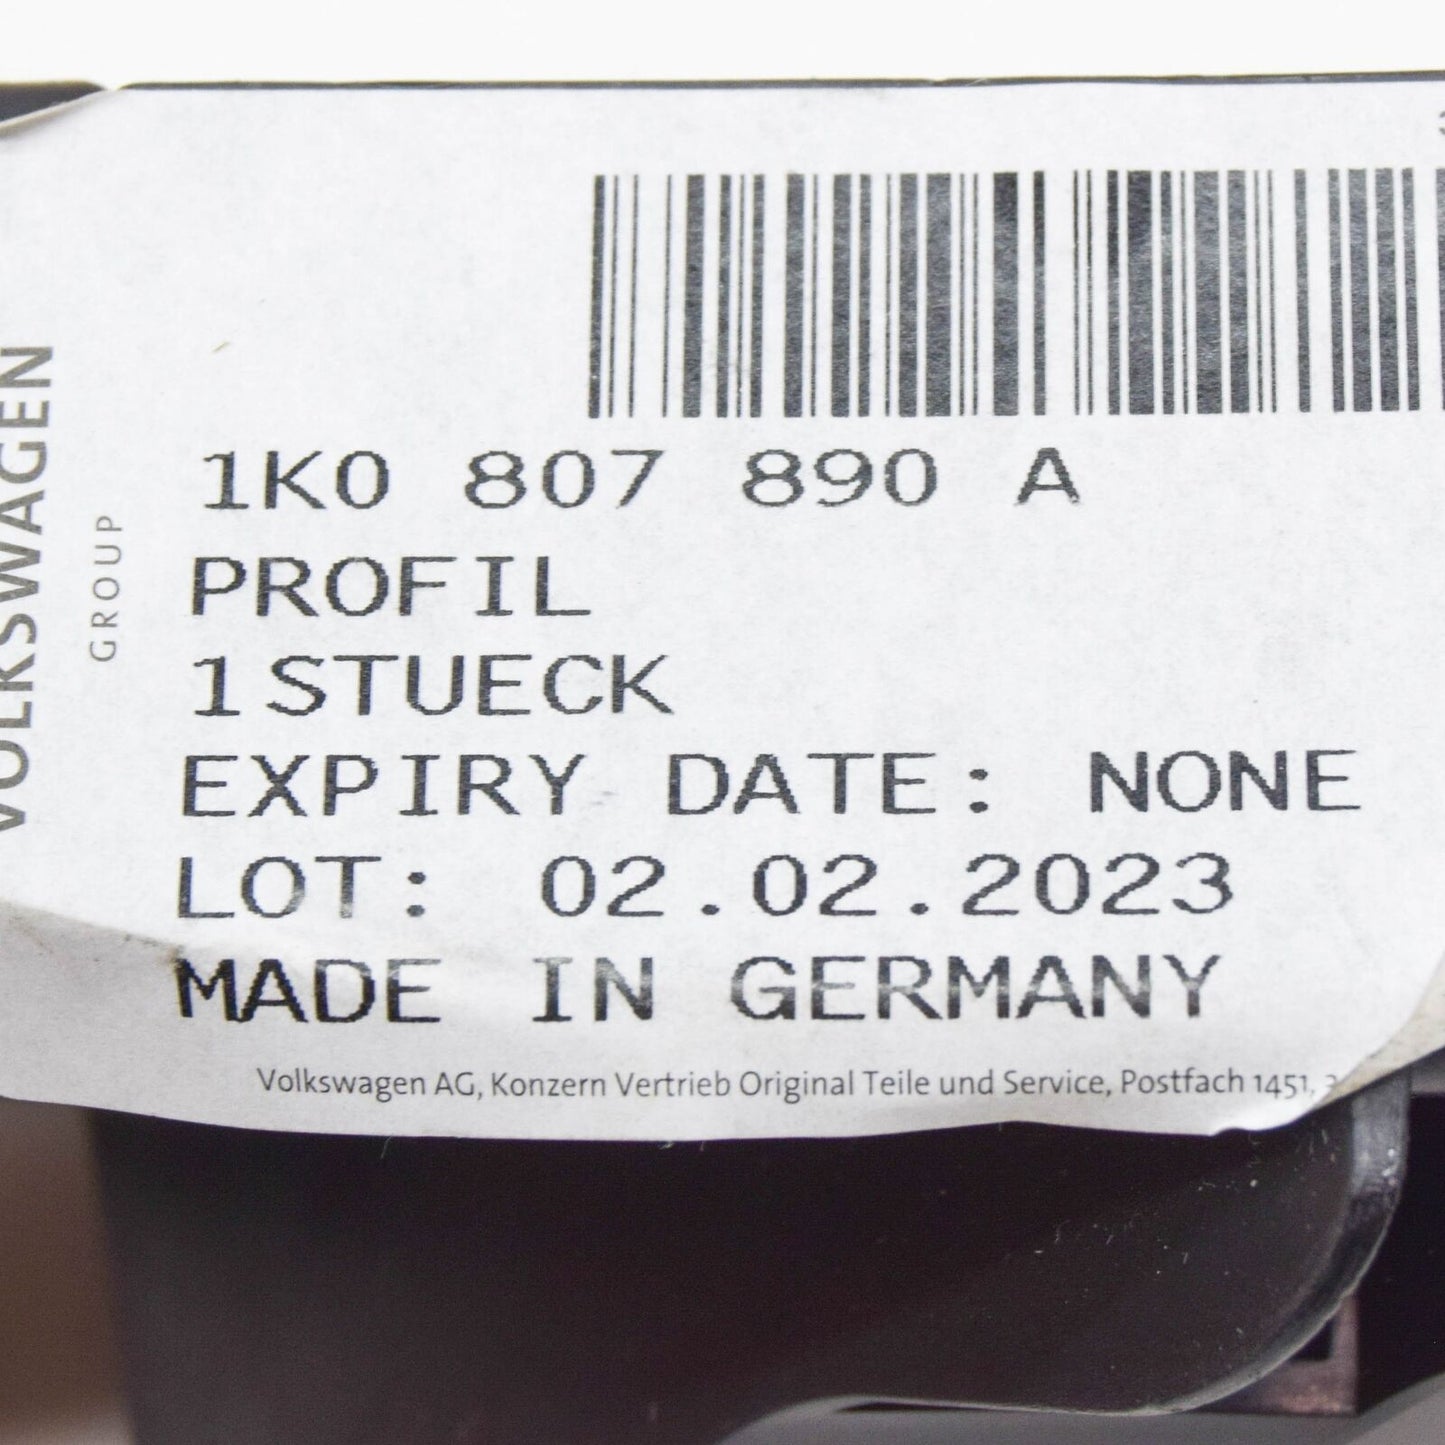 VOLKSWAGEN
GROUP
1K0 807 890 A
PROFIL
1STUECK
EXPIRY DATE: NONE
LOT: 02.02.2023
MADE IN GERMANY
Volkswagen AG, Konzern Vertrieb Original Teile und Service, Postfach 1451,